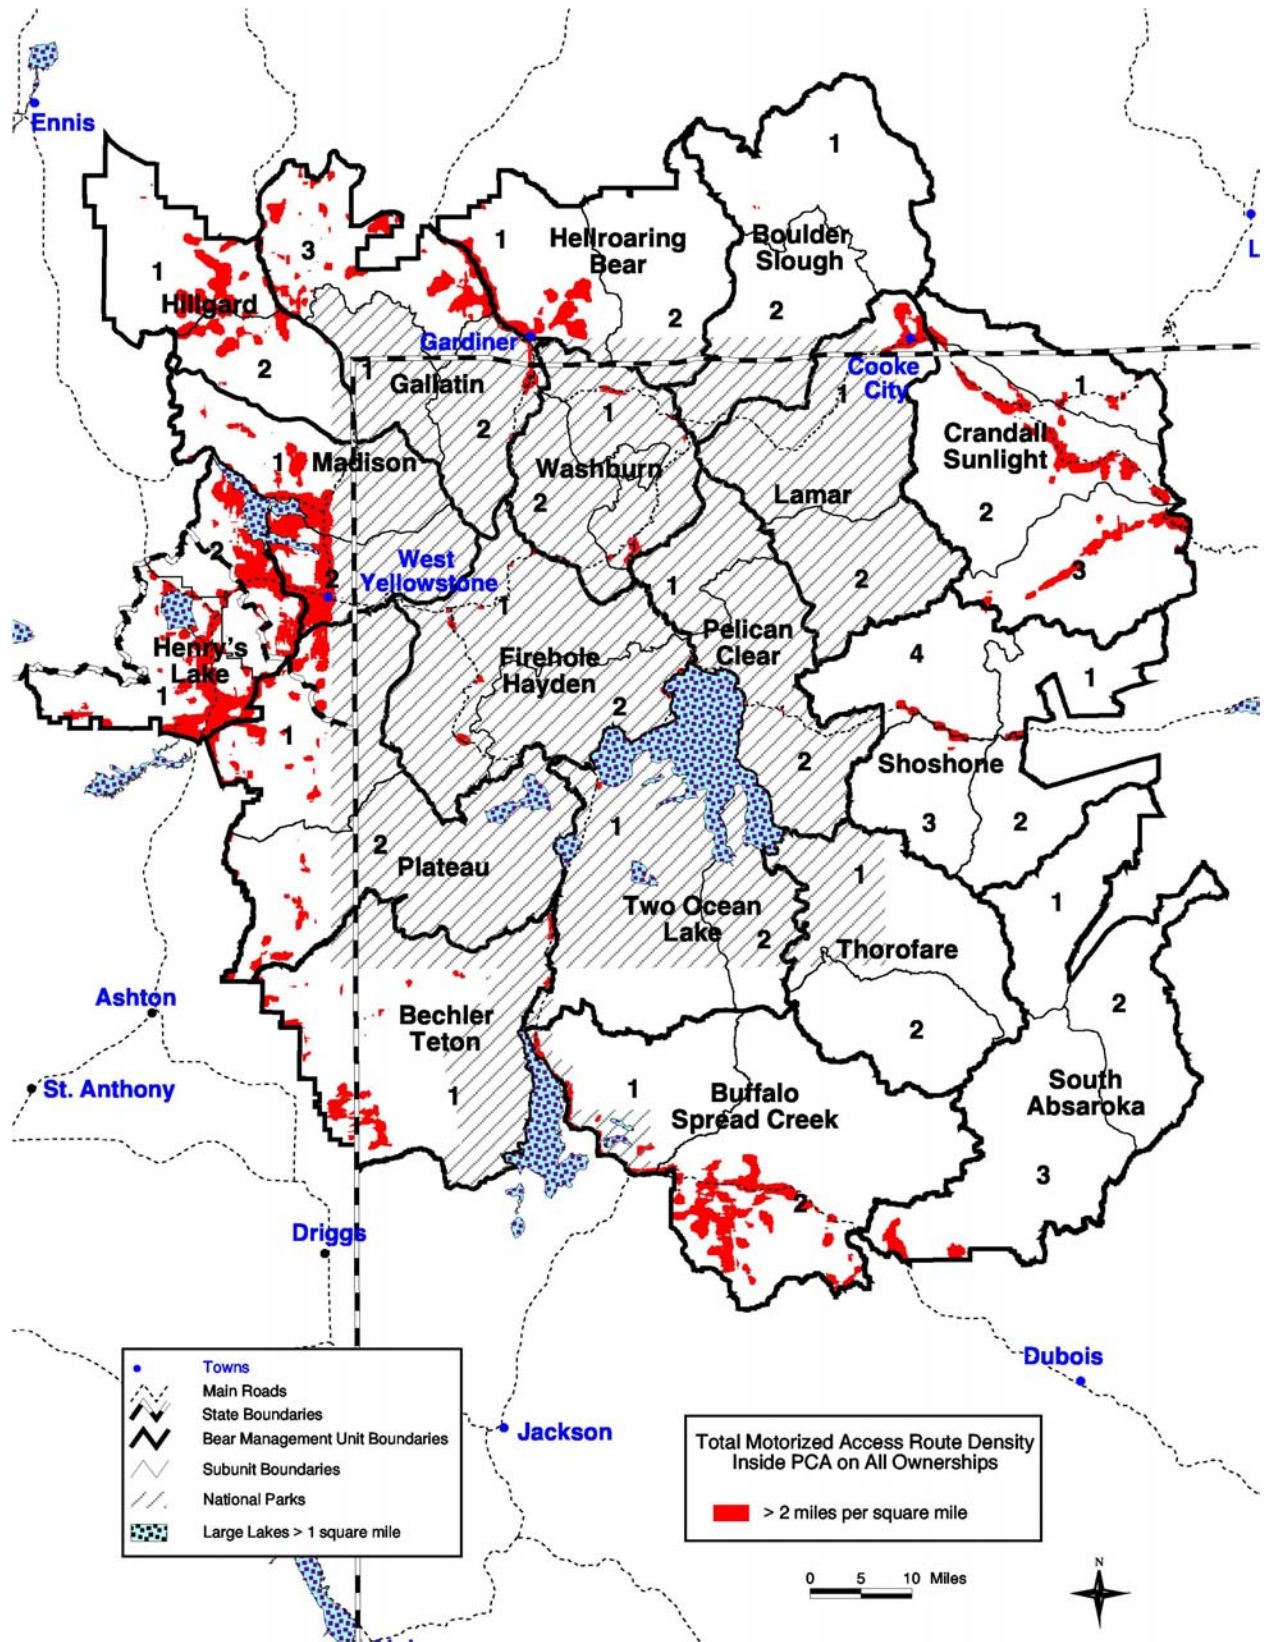 Ennis
1
L
1
3
1
Hellroaring
Bear
Boulder
Slough
1
Hillgard
2
2
Gardiner
Cooke
City
2
1
Gallatin
1
1
2
1
Crandall
Sunlight
1
Madison
Washburn
2
Lamar
2
2
West
Yellowstone
2
1
2
3
1
Henry's
Lake
Firehole
Hayden
Pelican
Clear
4
1
1
2
1
2
Shoshone
1
3
2
2
Plateau
1
1
Two Ocean
Lake
2
Thorofare
2
Ashton
Bechler
Teton
2
St. Anthony
1
1
Buffalo
Spread Creek
South
Absaroka
3
2
Driggs
Dubois
Towns
Main Roads
State Boundaries
Bear Management Unit Boundaries
Subunit Boundaries
National Parks
Large Lakes > 1 square mile
Jackson
Total Motorized Access Route Density
Inside PCA on All Ownerships
> 2 miles per square mile
0 5 10 Miles
N